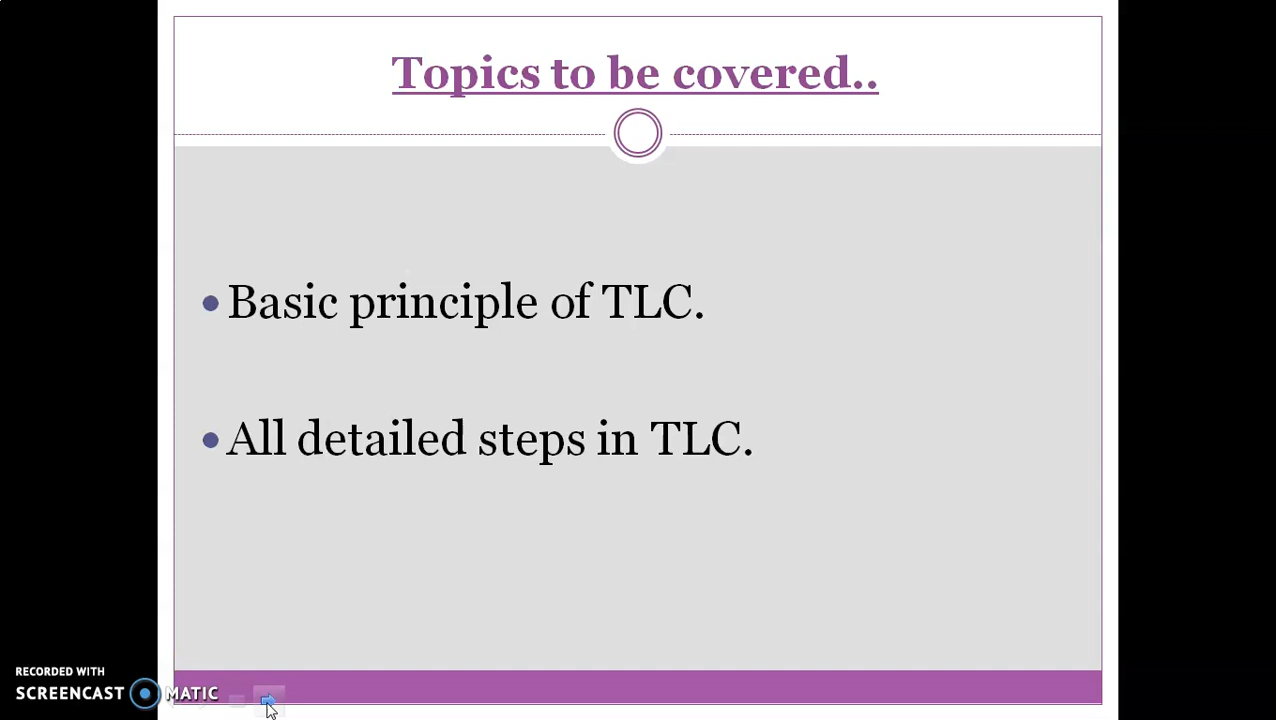 Topics to be covered..
Basic principle of TLC.
All detailed steps in TLC.
RECORDED WITH
SCREENCAST MATIC